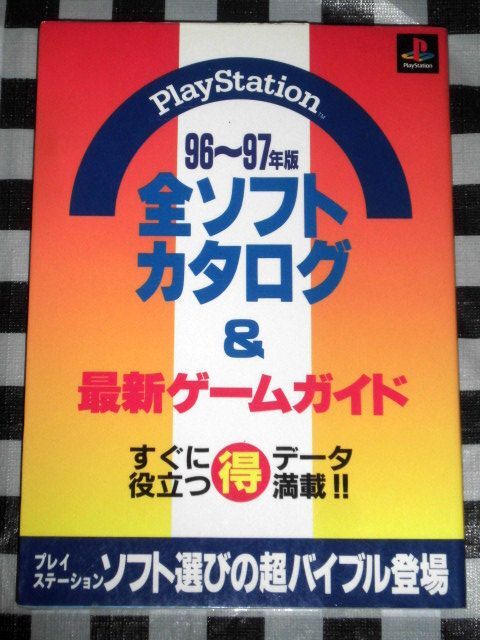 PlayStation
PlayStation™
96〜97年版
全ソフト
カタログ
&
最新ゲームガイド
すぐに
役立つ
得
データ
満載!!
プレイ
ステーション
ソフト選びの超バイブル登場